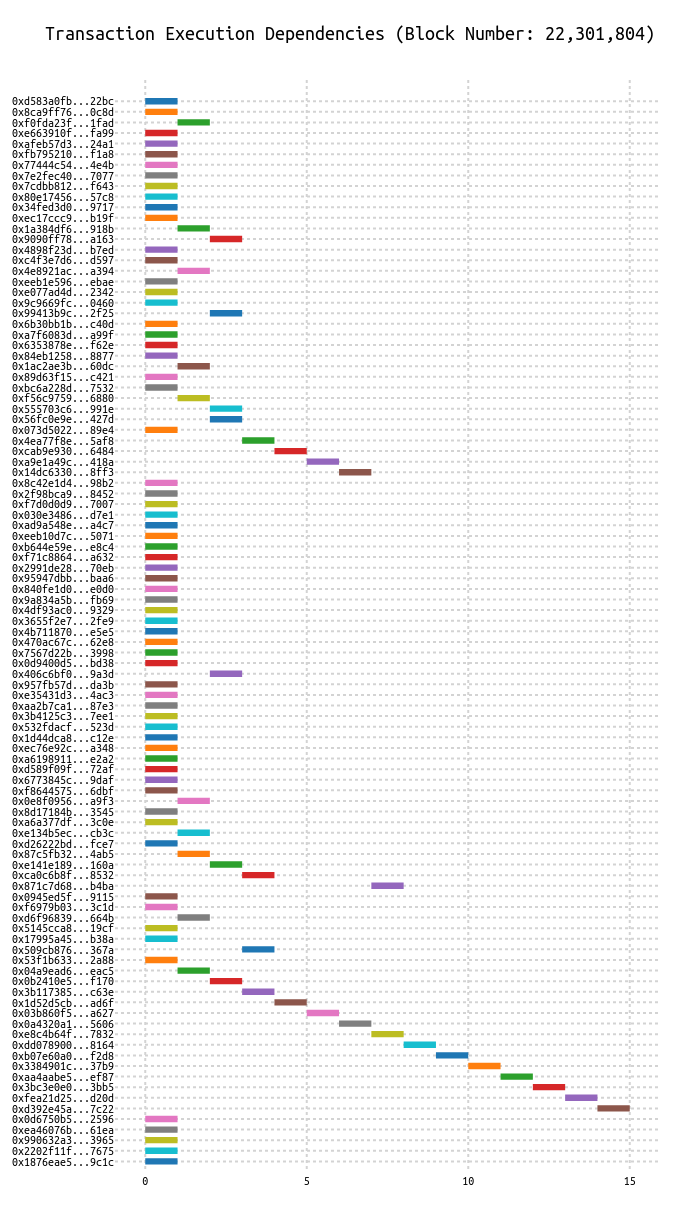 Transaction Execution Dependencies (Block Number: 22,301,804)
0xd583a0fb...22bc
0x8ca9ff76...0c8d
0xf0fda23f...1fad
0xe663910f...fa99
0xafeb57d3...24a1
0xfb795210...f1a8
0x77444c54...4e4b
0x7e2fec40...7077
0x7cdbb812...f643
0x80e17456...57c8
0x34fed3d0...9717
0xec17ccc9...b19f
0x1a384df6...918b
0x9090ff78...a163
0x4898f23d...b7ed
0xc4f3e7d6...d597
0x4e8921ac...a394
0xeeb1e596...ebae
0xe077ad4d...2342
0x9c9669fc...0460
0x99413b9c...2f25
0x6b30bb1b...c40d
0xa7f6083d...a99f
0x6353878e...f62e
0x84eb1258...8877
0x1ac2ae3b...60dc
0x89d63f15...c421
0xbc6a228d...7532
0xf56c9759...6880
0x555703c6...991e
0x56fc0e9e...427d
0x073d5022...89e4
0x4ea77f8e...5af8
0xcab9e930...6484
0xa9e1a49c...418a
0x14dc6330...8ff3
0x8c42e1d4...98b2
0x2f98bca9...8452
0xf7d0d0d9...7007
0x030e3486...d7e1
0xad9a548e...a4c7
0xeeb10d7c...5071
0xb644e59e...e8c4
0xf71c8864...a632
0x2991de28...70eb
0x95947dbb...baa6
0x840fe1d0...e0d0
0x9a834a5b...fb69
0x4df93ac0...9329
0x3655f2e7...2fe9
0x4b711870...e5e5
0x470ac67c...62e8
0x7567d22b...3998
0x0d9400d5...bd38
0x406c6bf0...9a3d
0x957fb57d...da3b
0xe35431d3...4ac3
0xaa2b7ca1...87e3
0x3b4125c3...7ee1
0x532fdacf...523d
0x1d44dca8...c12e
0xec76e92c...a348
0xa6198911...e2a2
0xd589f09f...72af
0x6773845c...9daf
0xf8644575...6dbf
0x0e8f0956...a9f3
0x8d17184b...3545
0xa6a377df...3c0e
0xe134b5ec...cb3c
0xd26222bd...fce7
0x87c5fb32...4ab5
0xe141e189...160a
0xca0c6b8f...8532
0x871c7d68...b4ba
0x0945ed5f...9115
0xf6979b03...3c1d
0xd6f96839...664b
0x5145cca8...19cf
0x17995a45...b38a
0x509cb876...367a
0x53f1b633...2a88
0x04a9ead6...eac5
0x0b2410e5...f170
0x3b117385...c63e
0x1d52d5cb...ad6f
0x03b860f5...a627
0x0a4320a1...5606
0xe8c4b64f...7832
0xdd078900...8164
0xb07e60a0...f2d8
0x3384901c...37b9
0xaa4aabe5...ef87
0x3bc3e0e0...3bb5
0xfea21d25...d20d
0xd392e45a...7c22
0x0d6750b5...2596
0xea46076b...61ea
0x990632a3...3965
0x2202f11f...7675
0x1876eae5...9c1c
0 5 10 15